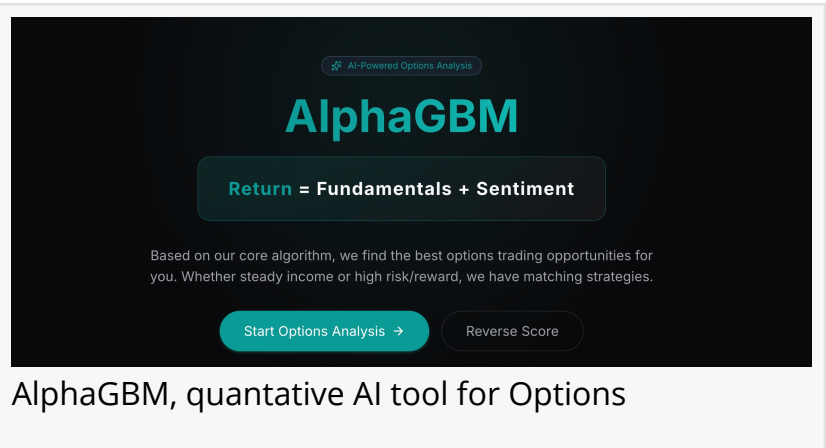 AI-Powered Options Analysis
AlphaGBM
Return = Fundamentals + Sentiment
Based on our core algorithm, we find the best options trading opportunities for
you. Whether steady income or high risk/reward, we have matching strategies.
Start Options Analysis →
Reverse Score
AlphaGBM, quantative AI tool for Options